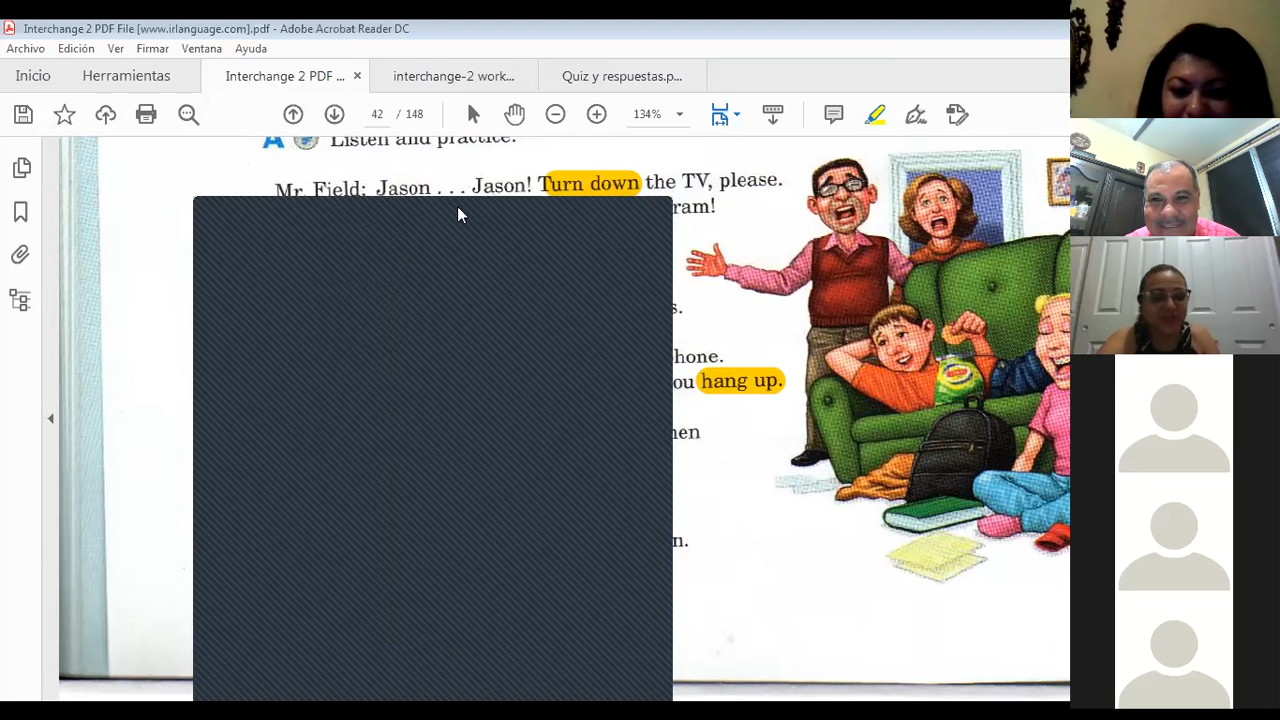 Interchange 2 PDF File [www.irlanguage.com].pdf - Adobe Acrobat Reader DC
Archivo Edición Ver Firmar Ventana Ayuda
Inicio Herramientas Interchange 2 PDF ... × interchange-2 work... Quiz y respuestas.p...
42 / 148 134%
A Listen and practice.
Mr. Field: Jason . . . Jason! Turn down the TV, please.
ram!
s.
hone.
ou hang up.
hen
n.